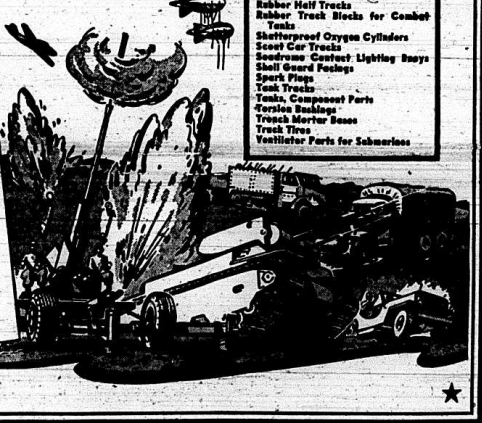 Rubber Half Tracks
Rubber Track Blocks for Combat
Tanks
Shatterproof Oxygen Cylinders
Scout Car Tracks
Seadrome Contact Lighting Buoys
Shell Guard Facings
Spark Plugs
Tank Tracks
Tanks, Component Parts
Torsion Bushings
Trench Mortar Bases
Truck Tires
Ventilator Parts for Submarines